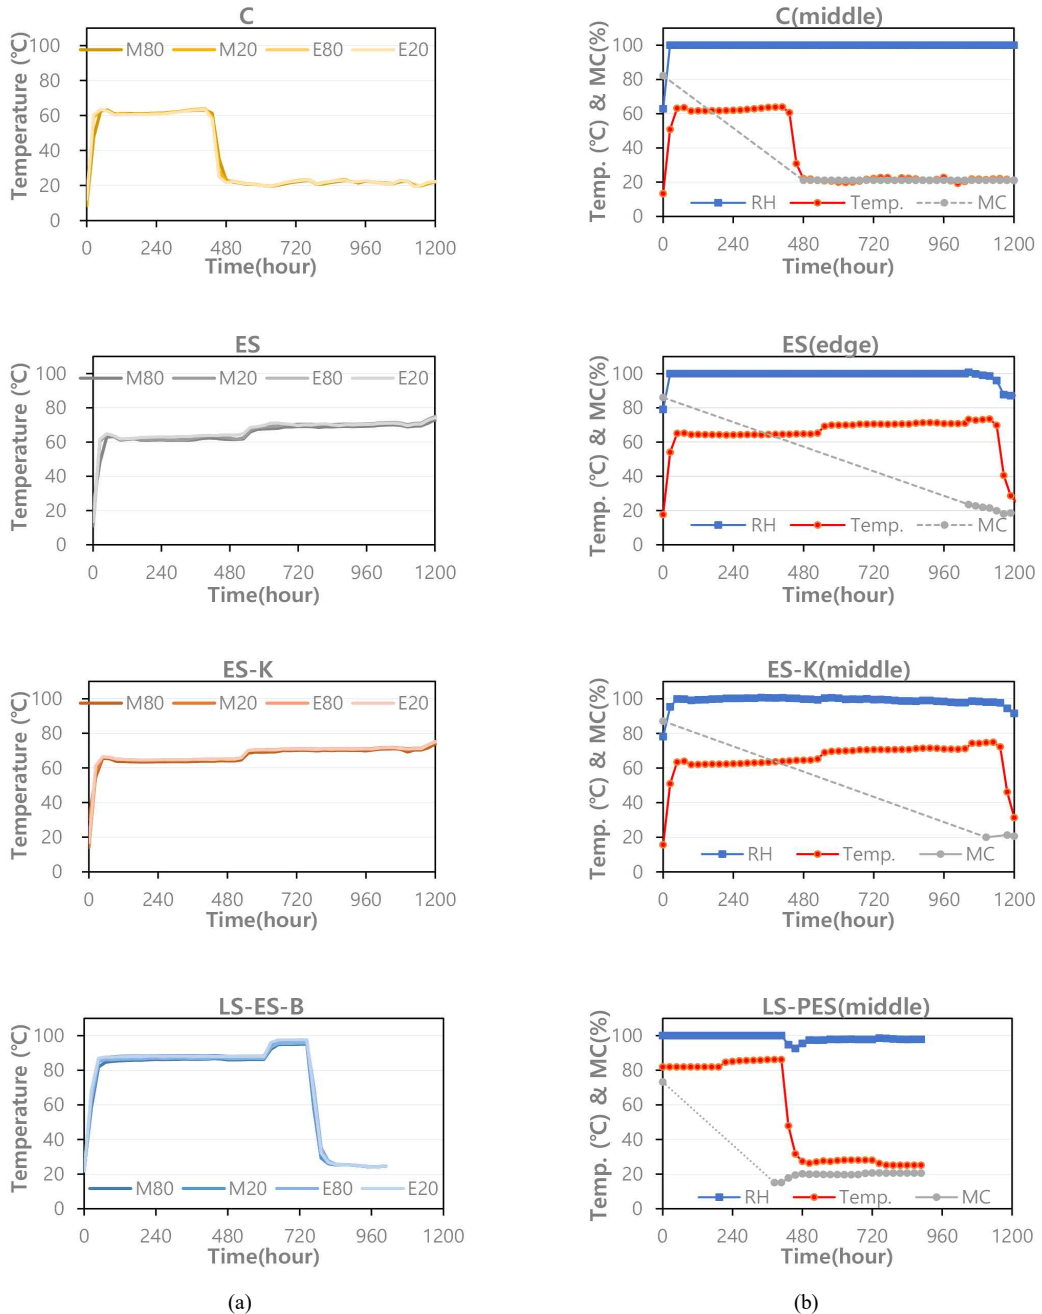 C
Temperature (℃)
M80 M20 E80 E20
100
80
60
40
20
0
0 240 480 720 960 1200
Time(hour)
C(middle)
Temp. (℃) & MC(%)
100
80
60
40
20
0
RH Temp. MC
0 240 480 720 960 1200
Time(hour)
ES
Temperature (℃)
M80 M20 E80 E20
100
80
60
40
20
0
0 240 480 720 960 1200
Time(hour)
ES(edge)
Temp. (℃) & MC(%)
100
80
60
40
20
0
RH Temp. MC
0 240 480 720 960 1200
Time(hour)
ES-K
Temperature (℃)
M80 M20 E80 E20
100
80
60
40
20
0
0 240 480 720 960 1200
Time(hour)
ES-K(middle)
Temp. (℃) & MC(%)
100
80
60
40
20
0
RH Temp. MC
0 240 480 720 960 1200
Time(hour)
LS-ES-B
Temperature (℃)
100
80
60
40
20
0
M80 M20 E80 E20
0 240 480 720 960 1200
Time(hour)
LS-PES(middle)
Temp. (℃) & MC(%)
100
80
60
40
20
0
RH Temp. MC
0 240 480 720 960 1200
Time(hour)
(a)
(b)